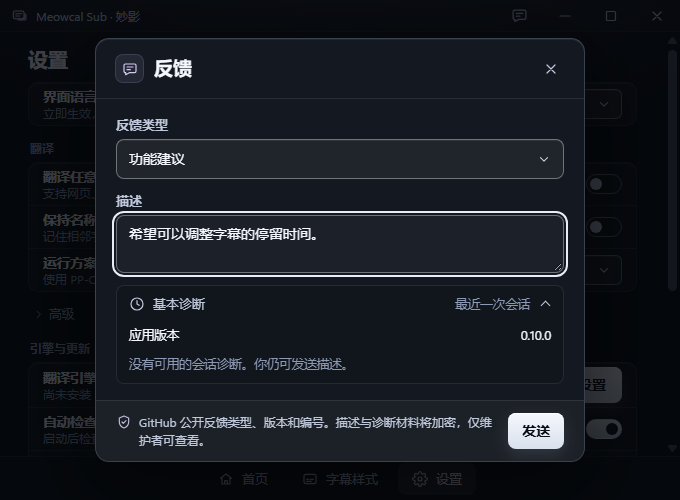 Meowcal Sub · 妙影
设置
界面语言
立即生效,
翻译
翻译任意
支持网页
保持名称
记住相邻
运行方案
使用 PP-O
高级
引擎与更新
翻译引擎
尚未安装
设置
自动检查
启动后检
反馈
反馈类型
功能建议
描述
希望可以调整字幕的停留时间。
基本诊断 最近一次会话
应用版本 0.10.0
没有可用的会话诊断。你仍可发送描述。
GitHub 公开反馈类型、版本和编号。描述与诊断材料将加密，仅维
护者可查看。
发送
首页 字幕样式 设置